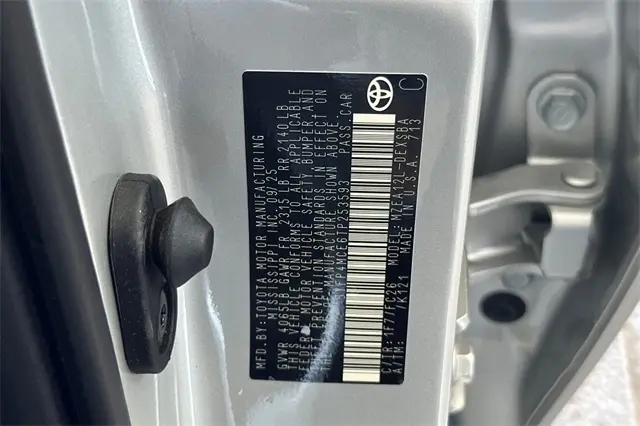 MFD.BY:TOYOTA MOTOR MANUFACTURING
MISSISSIPPI INC. 09/25
GVWR 4065LB GAWR FR 2315 LB RR 2140LB
THIS VEHICLE CONFORMS TO ALL APPLICABLE
FEDERAL MOTOR VEHICLE SAFETY, BUMPER, AND
THEFT PREVENTION STANDARDS IN EFFECT ON
THE DATE OF MANUFACTURE SHOWN ABOVE.
5YFP4MCE6TP253593 PASS.CAR
C/TR: 1F7/FC26 MODEL: MZEA12L-DEXSBA
A/TM: /K121 MADE IN U.S.A. 713
C